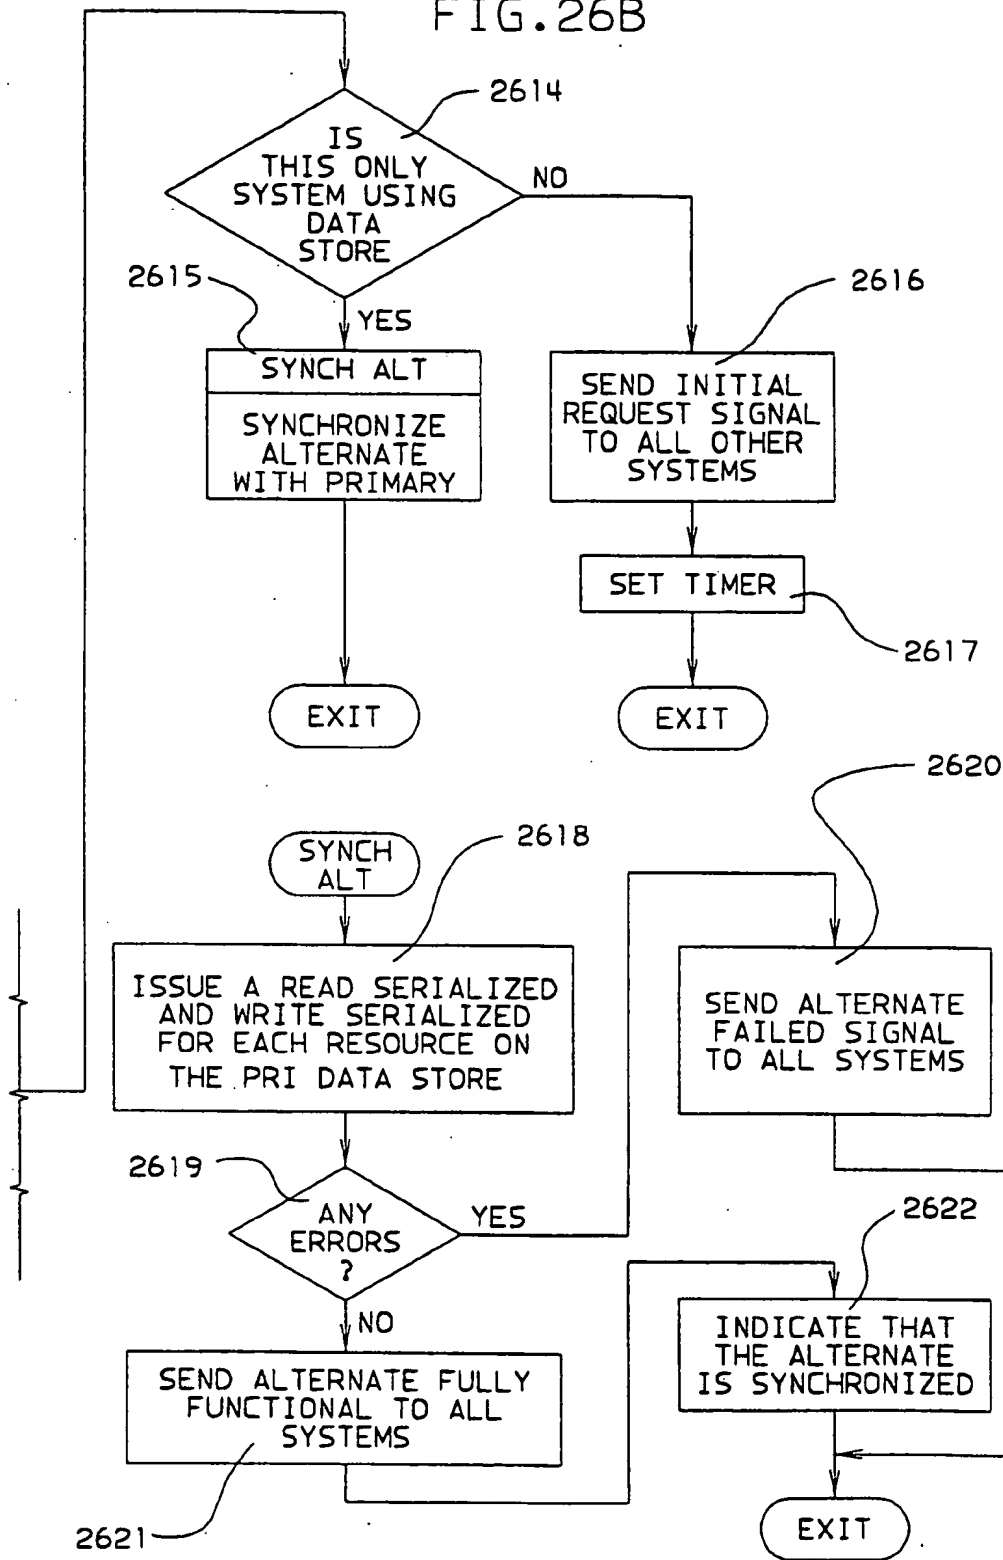 FIG.26B
2614
IS
THIS ONLY
SYSTEM USING
DATA
STORE
NO
2615
YES
2616
SYNCH ALT
SYNCHRONIZE
ALTERNATE
WITH PRIMARY
SEND INITIAL
REQUEST SIGNAL
TO ALL OTHER
SYSTEMS
SET TIMER
2617
EXIT
EXIT
2620
SYNCH
ALT
2618
ISSUE A READ SERIALIZED
AND WRITE SERIALIZED
FOR EACH RESOURCE ON
THE PRI DATA STORE
SEND ALTERNATE
FAILED SIGNAL
TO ALL SYSTEMS
2619
ANY
ERRORS
?
YES
2622
NO
INDICATE THAT
THE ALTERNATE
IS SYNCHRONIZED
SEND ALTERNATE FULLY
FUNCTIONAL TO ALL
SYSTEMS
2621
EXIT